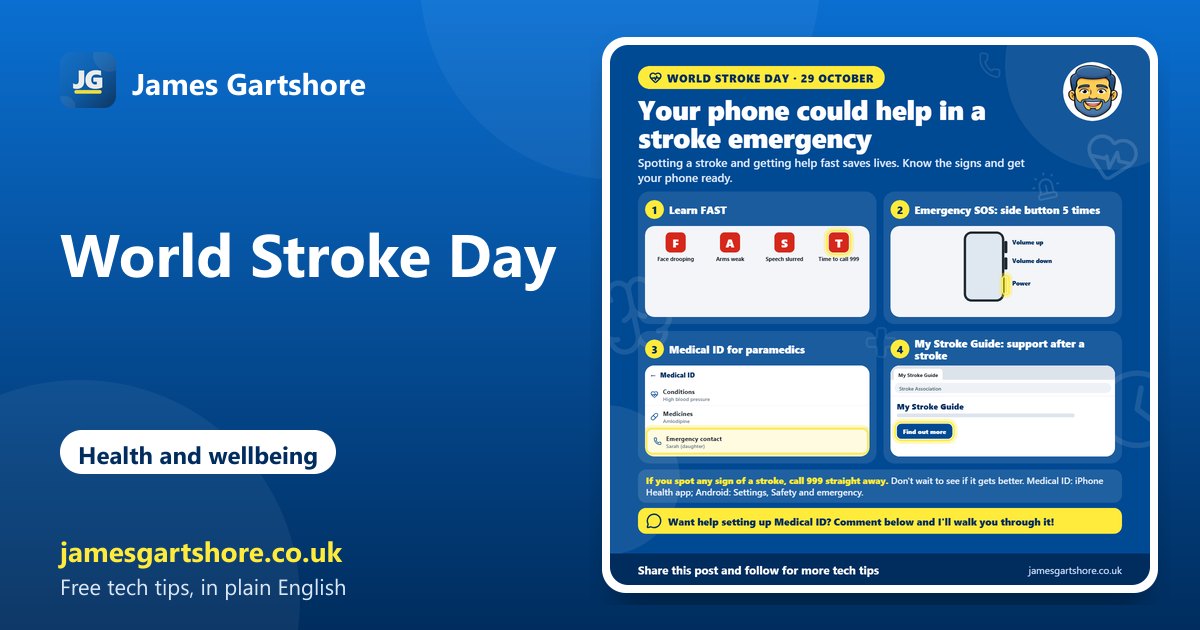 JG
James Gartshore
World Stroke Day
Health and wellbeing
jamesgartshore.co.uk
Free tech tips, in plain English
WORLD STROKE DAY · 29 OCTOBER
Your phone could help in a
stroke emergency
Spotting a stroke and getting help fast saves lives. Know the signs and get
your phone ready.
1 Learn FAST
F A S T
Face drooping Arms weak Speech slurred Time to call 999
2 Emergency SOS: side button 5 times
Volume up
Volume down
Power
3 Medical ID for paramedics
← Medical ID
Conditions
High blood pressure
Medicines
Amlodipine
Emergency contact
Sarah (daughter)
4 My Stroke Guide: support after a
stroke
My Stroke Guide
Stroke Association
My Stroke Guide
Find out more
If you spot any sign of a stroke, call 999 straight away. Don't wait to see if it gets better. Medical ID: iPhone
Health app; Android: Settings, Safety and emergency.
Want help setting up Medical ID? Comment below and I'll walk you through it!
Share this post and follow for more tech tips
jamesgartshore.co.uk